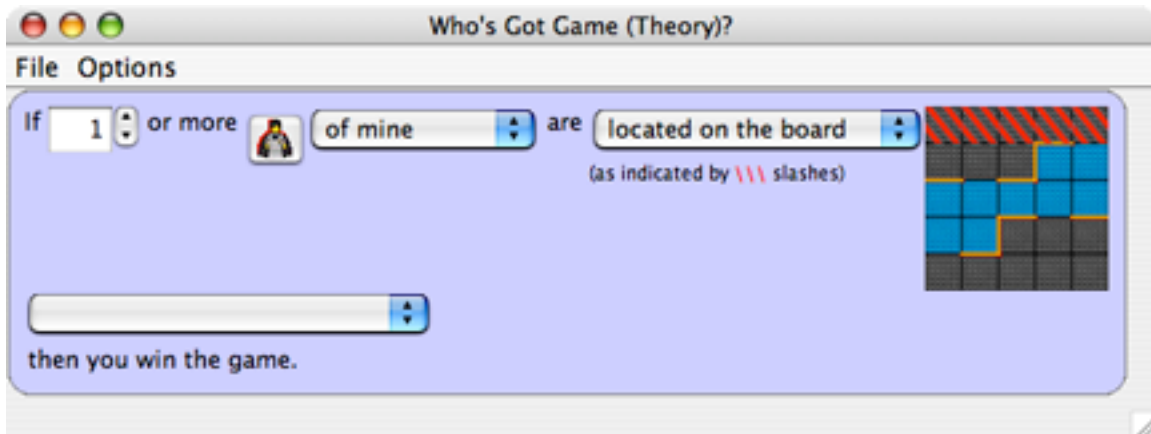 Who's Got Game (Theory)?
File Options
If 1 or more of mine are located on the board
(as indicated by \\\ slashes)
then you win the game.